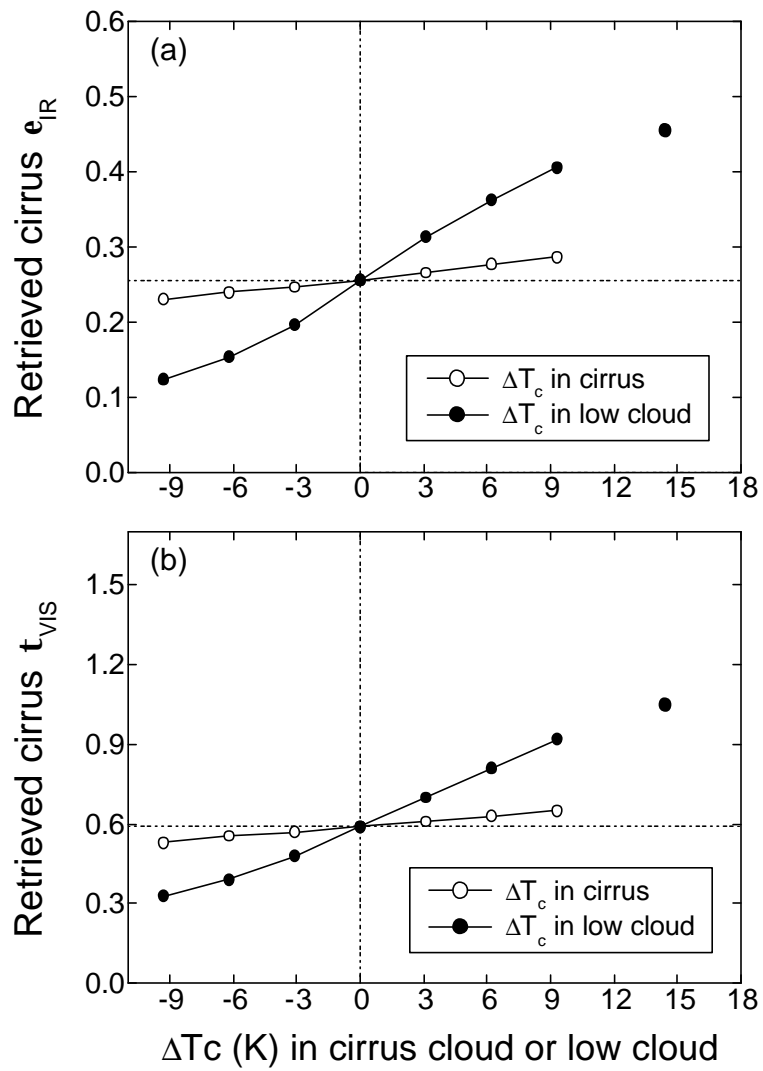 (a)
0.6
0.5
0.4
0.3
0.2
0.1
0.0
Retrieved cirrus e_IR
ΔT_c in cirrus
ΔT_c in low cloud
-9 -6 -3 0 3 6 9 12 15 18
(b)
1.5
1.2
0.9
0.6
0.3
0.0
Retrieved cirrus t_VIS
ΔT_c in cirrus
ΔT_c in low cloud
-9 -6 -3 0 3 6 9 12 15 18
ΔTc (K) in cirrus cloud or low cloud